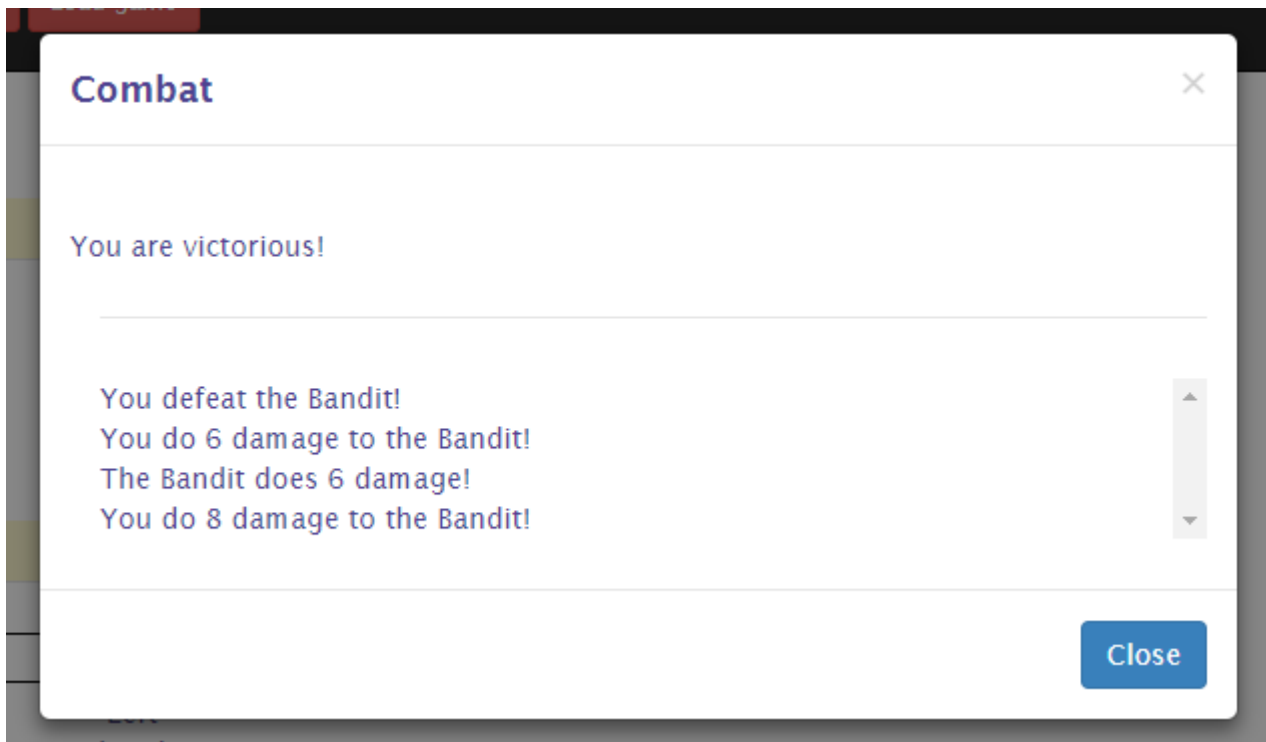 Combat
×
You are victorious!
You defeat the Bandit!
You do 6 damage to the Bandit!
The Bandit does 6 damage!
You do 8 damage to the Bandit!
Close